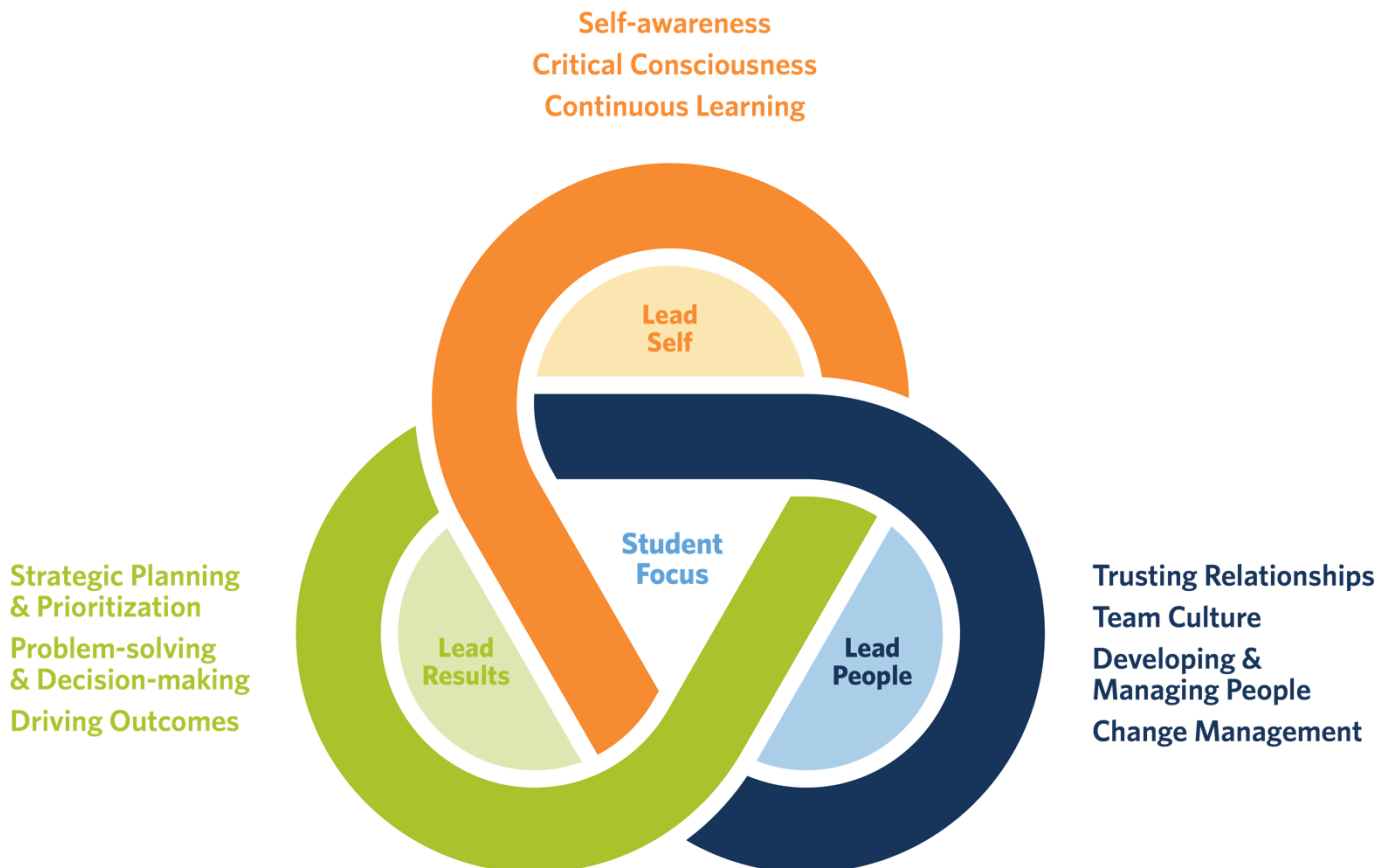 Self-awareness
Critical Consciousness
Continuous Learning
Lead
Self
Student
Focus
Strategic Planning
& Prioritization
Problem-solving
& Decision-making
Driving Outcomes
Lead
Results
Lead
People
Trusting Relationships
Team Culture
Developing &
Managing People
Change Management